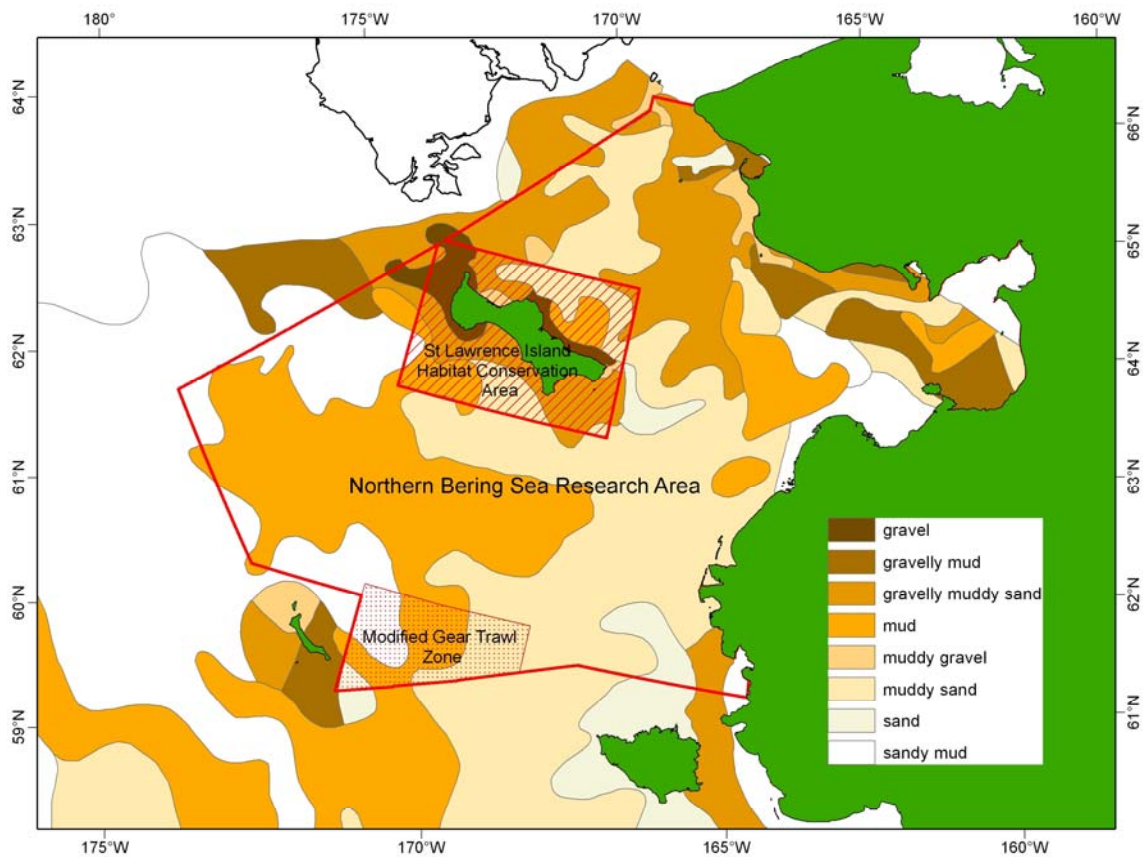 180°
175°W
170°W
165°W
160°W
64°N
63°N
62°N
61°N
60°N
59°N
66°N
65°N
64°N
63°N
62°N
61°N
St Lawrence Island
Habitat Conservation
Area
Northern Bering Sea Research Area
Modified Gear Trawl
Zone
gravel
gravelly mud
gravelly muddy sand
mud
muddy gravel
muddy sand
sand
sandy mud
175°W
170°W
165°W
160°W